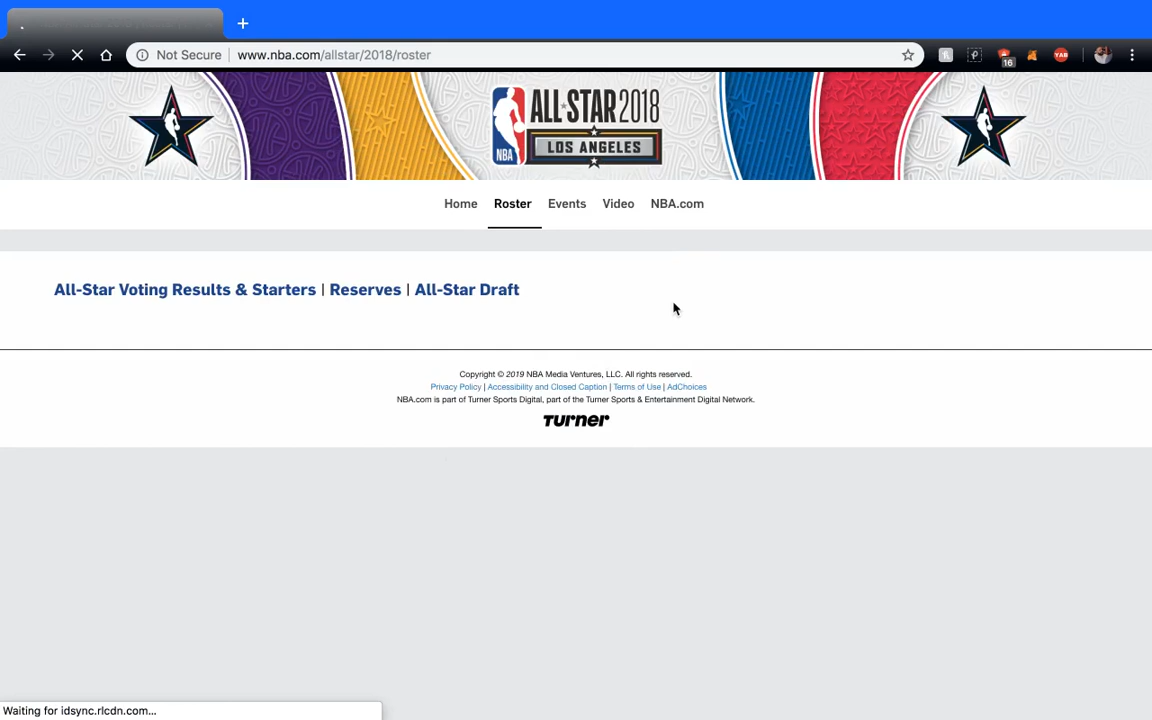 Not Secure www.nba.com/allstar/2018/roster
16
YAB
NBA
ALL STAR 2018
LOS ANGELES
Home Roster Events Video NBA.com
All-Star Voting Results & Starters | Reserves | All-Star Draft
Copyright © 2019 NBA Media Ventures, LLC. All rights reserved.
Privacy Policy | Accessibility and Closed Caption | Terms of Use | AdChoices
NBA.com is part of Turner Sports Digital, part of the Turner Sports & Entertainment Digital Network.
Turner
Waiting for idsync.rlcdn.com...